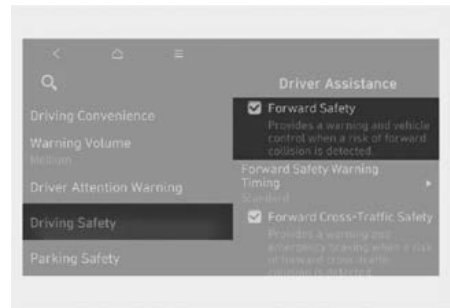 Driver Assistance
Driving Convenience
Warning Volume
Medium
Driver Attention Warning
Driving Safety
Parking Safety
Forward Safety
Provides a warning and vehicle
control when a risk of forward
collision is detected.
Forward Safety Warning
Timing
Standard
Forward Cross-Traffic Safety
Provides a warning and
emergency braking when a risk
of forward cross-traffic
collision is detected.